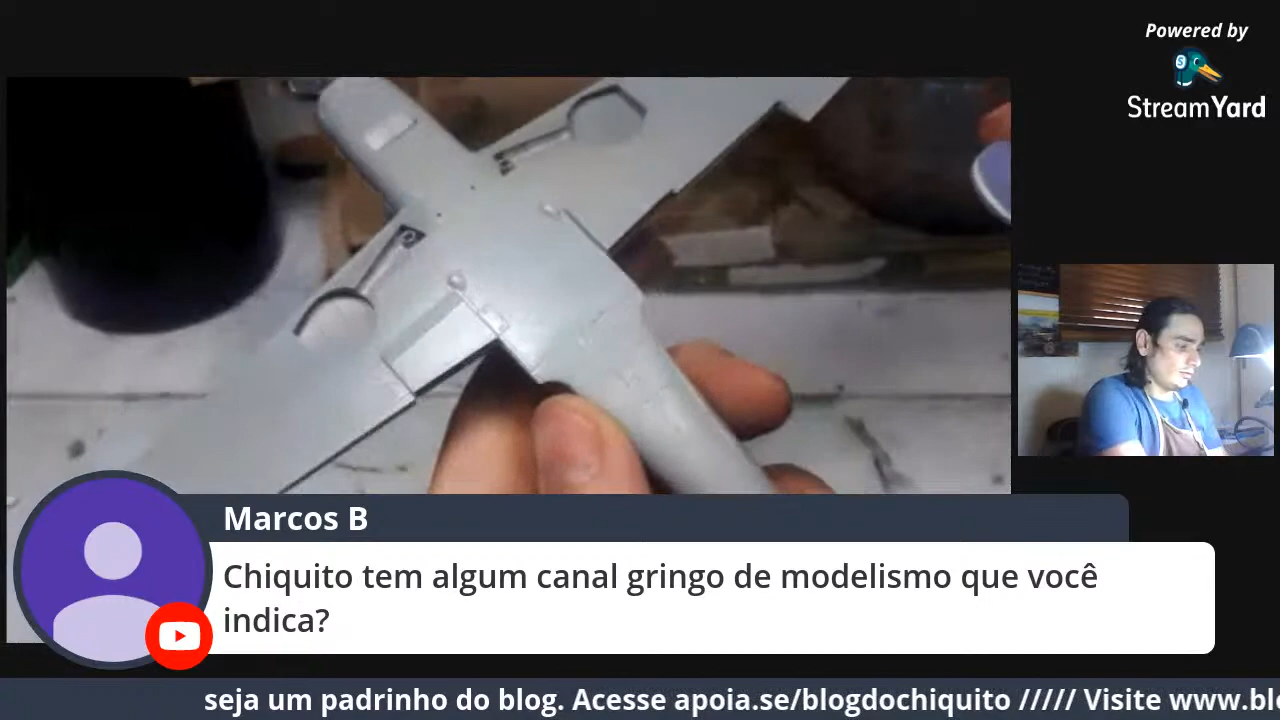 Powered by
StreamYard
Marcos B
Chiquito tem algum canal gringo de modelismo que você
indica?
seja um padrinho do blog. Acesse apoia.se/blogdochiquito ///// Visite www.blo